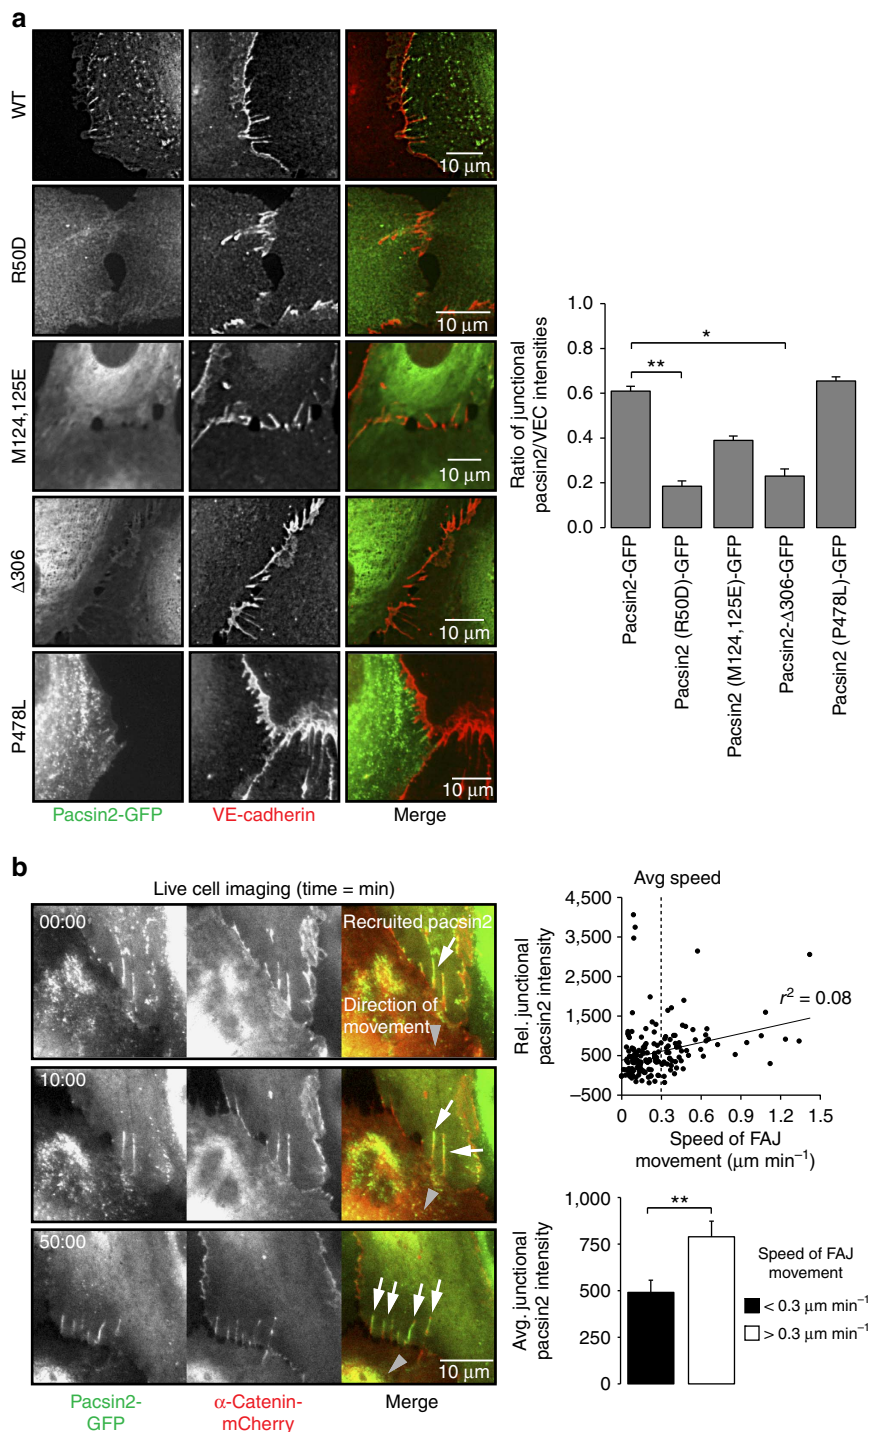 a
WT
10 μm
R50D
10 μm
M124,125E
10 μm
Δ306
10 μm
P478L
10 μm
Pacsin2-GFP
VE-cadherin
Merge
Ratio of junctional
pacsin2/VEC intensities
1.0
0.8
0.6
0.4
0.2
0.0
*
**
Pacsin2-GFP
Pacsin2 (R50D)-GFP
Pacsin2 (M124,125E)-GFP
Pacsin2-Δ306-GFP
Pacsin2 (P478L)-GFP
b
Live cell imaging (time = min)
00:00
Recruited pacsin2
Direction of
movement
10:00
50:00
10 μm
Pacsin2-
GFP
α-Catenin-
mCherry
Merge
Avg speed
Rel. junctional
pacsin2 intensity
4,500
3,500
2,500
1,500
500
−500
r² = 0.08
0
0.3
0.6
0.9
1.2
1.5
Speed of FAJ
movement (μm min⁻¹)
Avg. junctional
pacsin2 intensity
1,000
750
500
250
0
**
Speed of FAJ
movement
< 0.3 μm min⁻¹
> 0.3 μm min⁻¹